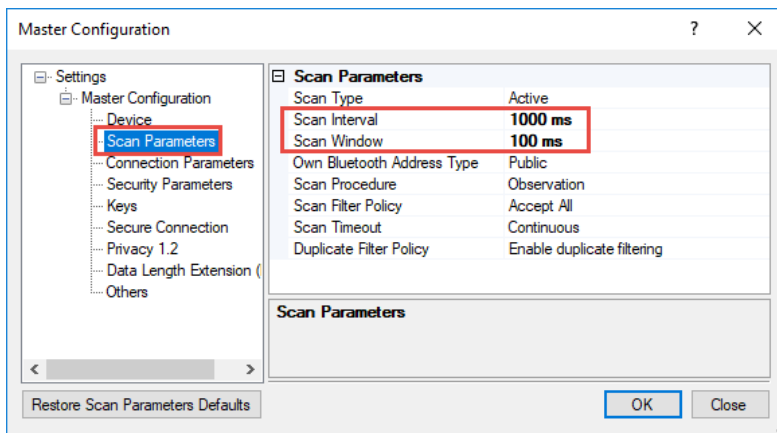 Master Configuration ? ×
Settings
Master Configuration
Device
Scan Parameters
Connection Parameters
Security Parameters
Keys
Secure Connection
Privacy 1.2
Data Length Extension (
Others
Scan Parameters
Scan Type Active
Scan Interval 1000 ms
Scan Window 100 ms
Own Bluetooth Address Type Public
Scan Procedure Observation
Scan Filter Policy Accept All
Scan Timeout Continuous
Duplicate Filter Policy Enable duplicate filtering
Scan Parameters
Restore Scan Parameters Defaults OK Close